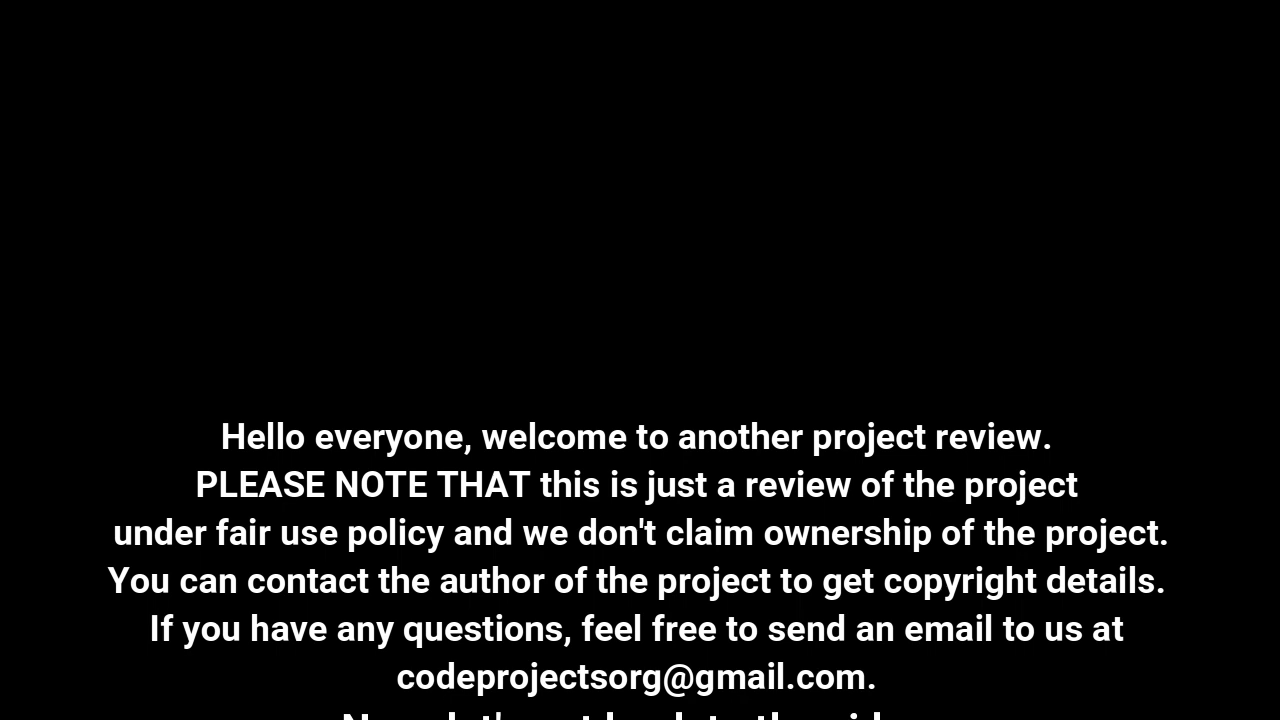 Hello everyone, welcome to another project review.
PLEASE NOTE THAT this is just a review of the project
under fair use policy and we don't claim ownership of the project.
You can contact the author of the project to get copyright details.
If you have any questions, feel free to send an email to us at
codeprojectsorg@gmail.com.